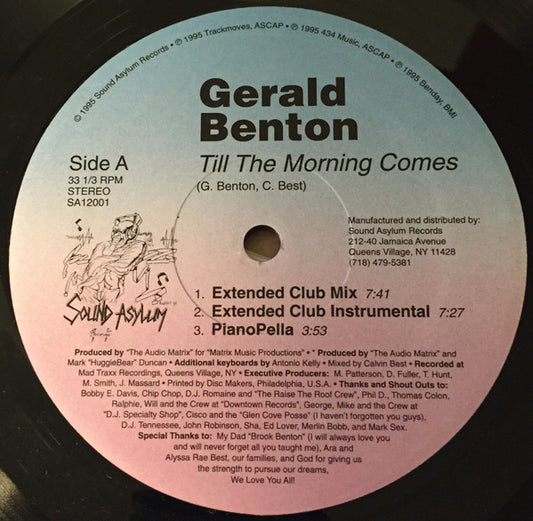 © 1995 Sound Asylum Records • ℗ 1995 Trackmoves, ASCAP • ℗ 1995 434 Music, ASCAP • ℗ 1995 Benday, BMI
Gerald
Benton
Side A
Till The Morning Comes
33 1/3 RPM
STEREO
SA12001
(G. Benton, C. Best)
Manufactured and distributed by:
Sound Asylum Records
212-40 Jamaica Avenue
Queens Village, NY 11428
(718) 479-5381
SOUND ASYLUM
1. Extended Club Mix 7:41
2. Extended Club Instrumental 7:27
3. PianoPella 3:53
Produced by "The Audio Matrix" for "Matrix Music Productions" • " Produced by "The Audio Matrix" and
Mark "HuggieBear" Duncan • Additional keyboards by Antonio Kelly • Mixed by Calvin Best • Recorded at
Mad Traxx Recordings, Queens Village, NY • Executive Producers: M. Patterson, D. Fuller, T. Hunt,
M. Smith, J. Massard • Printed by Disc Makers, Philadelphia, U.S.A. • Thanks and Shout Outs to:
Bobby E. Davis, Chip Chop, D.J. Romaine and "The Raise The Roof Crew", Phil D., Thomas Colon,
Ralphie, Will and the Crew at "Downtown Records", George, Mike and the Crew at
"D.J. Specialty Shop", Cisco and the "Glen Cove Posse" (I haven't forgotten you guys),
D.J. Tennessee, John Robinson, Sha, Ed Lover, Merlin Bobb, and Mark Sex.
Special Thanks to: My Dad "Brook Benton" (I will always love you
and will never forget all you taught me), Ara and
Alyssa Rae Best, our families, and God for giving us
the strength to pursue our dreams,
We Love You All!